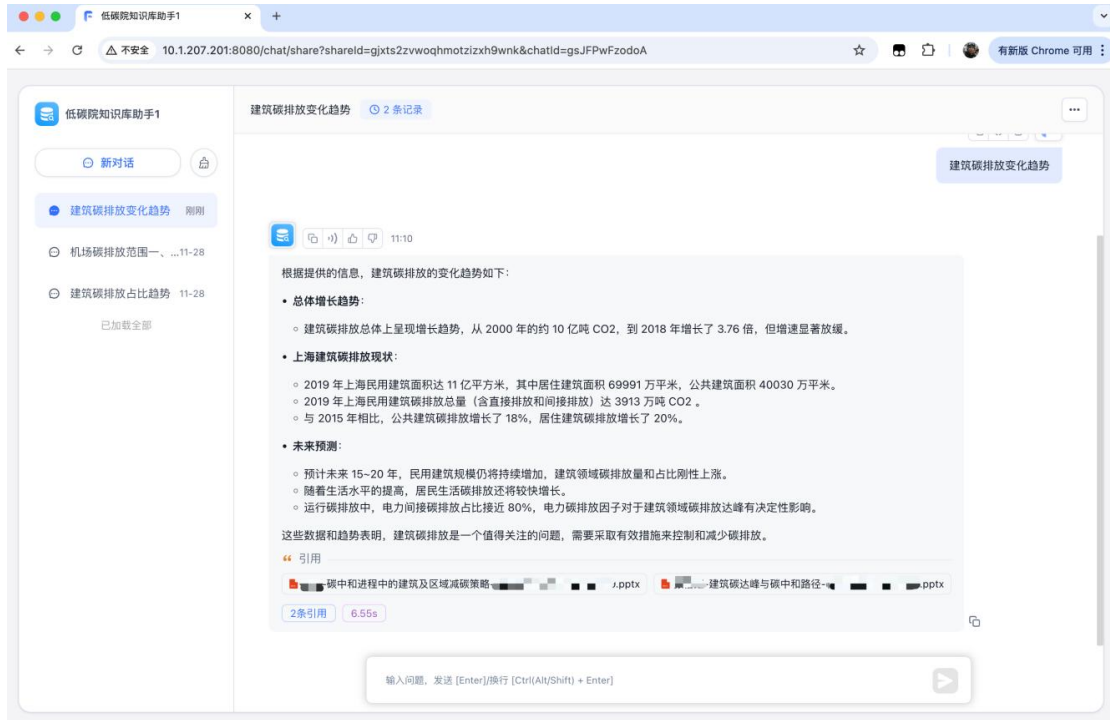 低碳院知识库助手1
不安全 10.1.207.201:8080/chat/share?shareId=gjxts2zvwoqhmotzizxh9wnk&chatId=gsJFPwFzodoA
有新版 Chrome 可用
低碳院知识库助手1
新对话
建筑碳排放变化趋势 刚刚
机场碳排放范围一、...11-28
建筑碳排放占比趋势 11-28
已加载全部
建筑碳排放变化趋势 2 条记录
建筑碳排放变化趋势
11:10
根据提供的信息，建筑碳排放的变化趋势如下：
• 总体增长趋势：
◦ 建筑碳排放总体上呈现增长趋势，从 2000 年的约 10 亿吨 CO2，到 2018 年增长了 3.76 倍，但增速显著放缓。
• 上海建筑碳排放现状：
◦ 2019 年上海民用建筑面积达 11 亿平方米，其中居住建筑面积 69991 万平米，公共建筑面积 40030 万平米。
◦ 2019 年上海民用建筑碳排放总量（含直接排放和间接排放）达 3913 万吨 CO2 。
◦ 与 2015 年相比，公共建筑碳排放增长了 18%，居住建筑碳排放增长了 20%。
• 未来预测：
◦ 预计未来 15~20 年，民用建筑规模仍将持续增加，建筑领域碳排放量和占比刚性上涨。
◦ 随着生活水平的提高，居民生活碳排放还将较快增长。
◦ 运行碳排放中，电力间接碳排放占比接近 80%，电力碳排放因子对于建筑领域碳排放达峰有决定性影响。
这些数据和趋势表明，建筑碳排放是一个值得关注的问题，需要采取有效措施来控制和减少碳排放。
引用
-碳中和进程中的建筑及区域减碳策略 .pptx
-建筑碳达峰与碳中和路径- .pptx
2条引用 6.55s
输入问题，发送 [Enter]/换行 [Ctrl(Alt/Shift) + Enter]